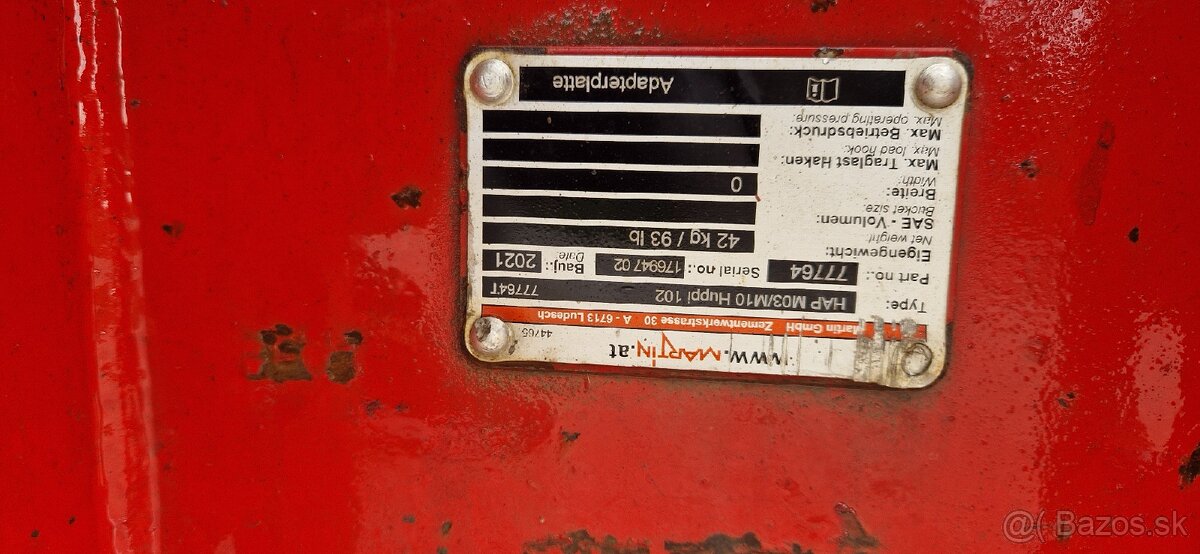 www.MARTIN.at
44765
Martin GmbH Zementwerkstrasse 30 A - 6713 Ludesch
Type: HAP M03/M10 Huppi 102 77764T
Part no.: 77764 Serial no.: 17694702 Bauj.: 2021
Date
Eigengewicht: 42 kg / 93 lb
Net weight:
SAE - Volumen:
Bucket size:
Breite: 0
Width:
Max. Traglast Haken:
Max. load hook:
Max. Betriebsdruck:
Max. operating pressure:
Adapterplatte
Bazos.sk